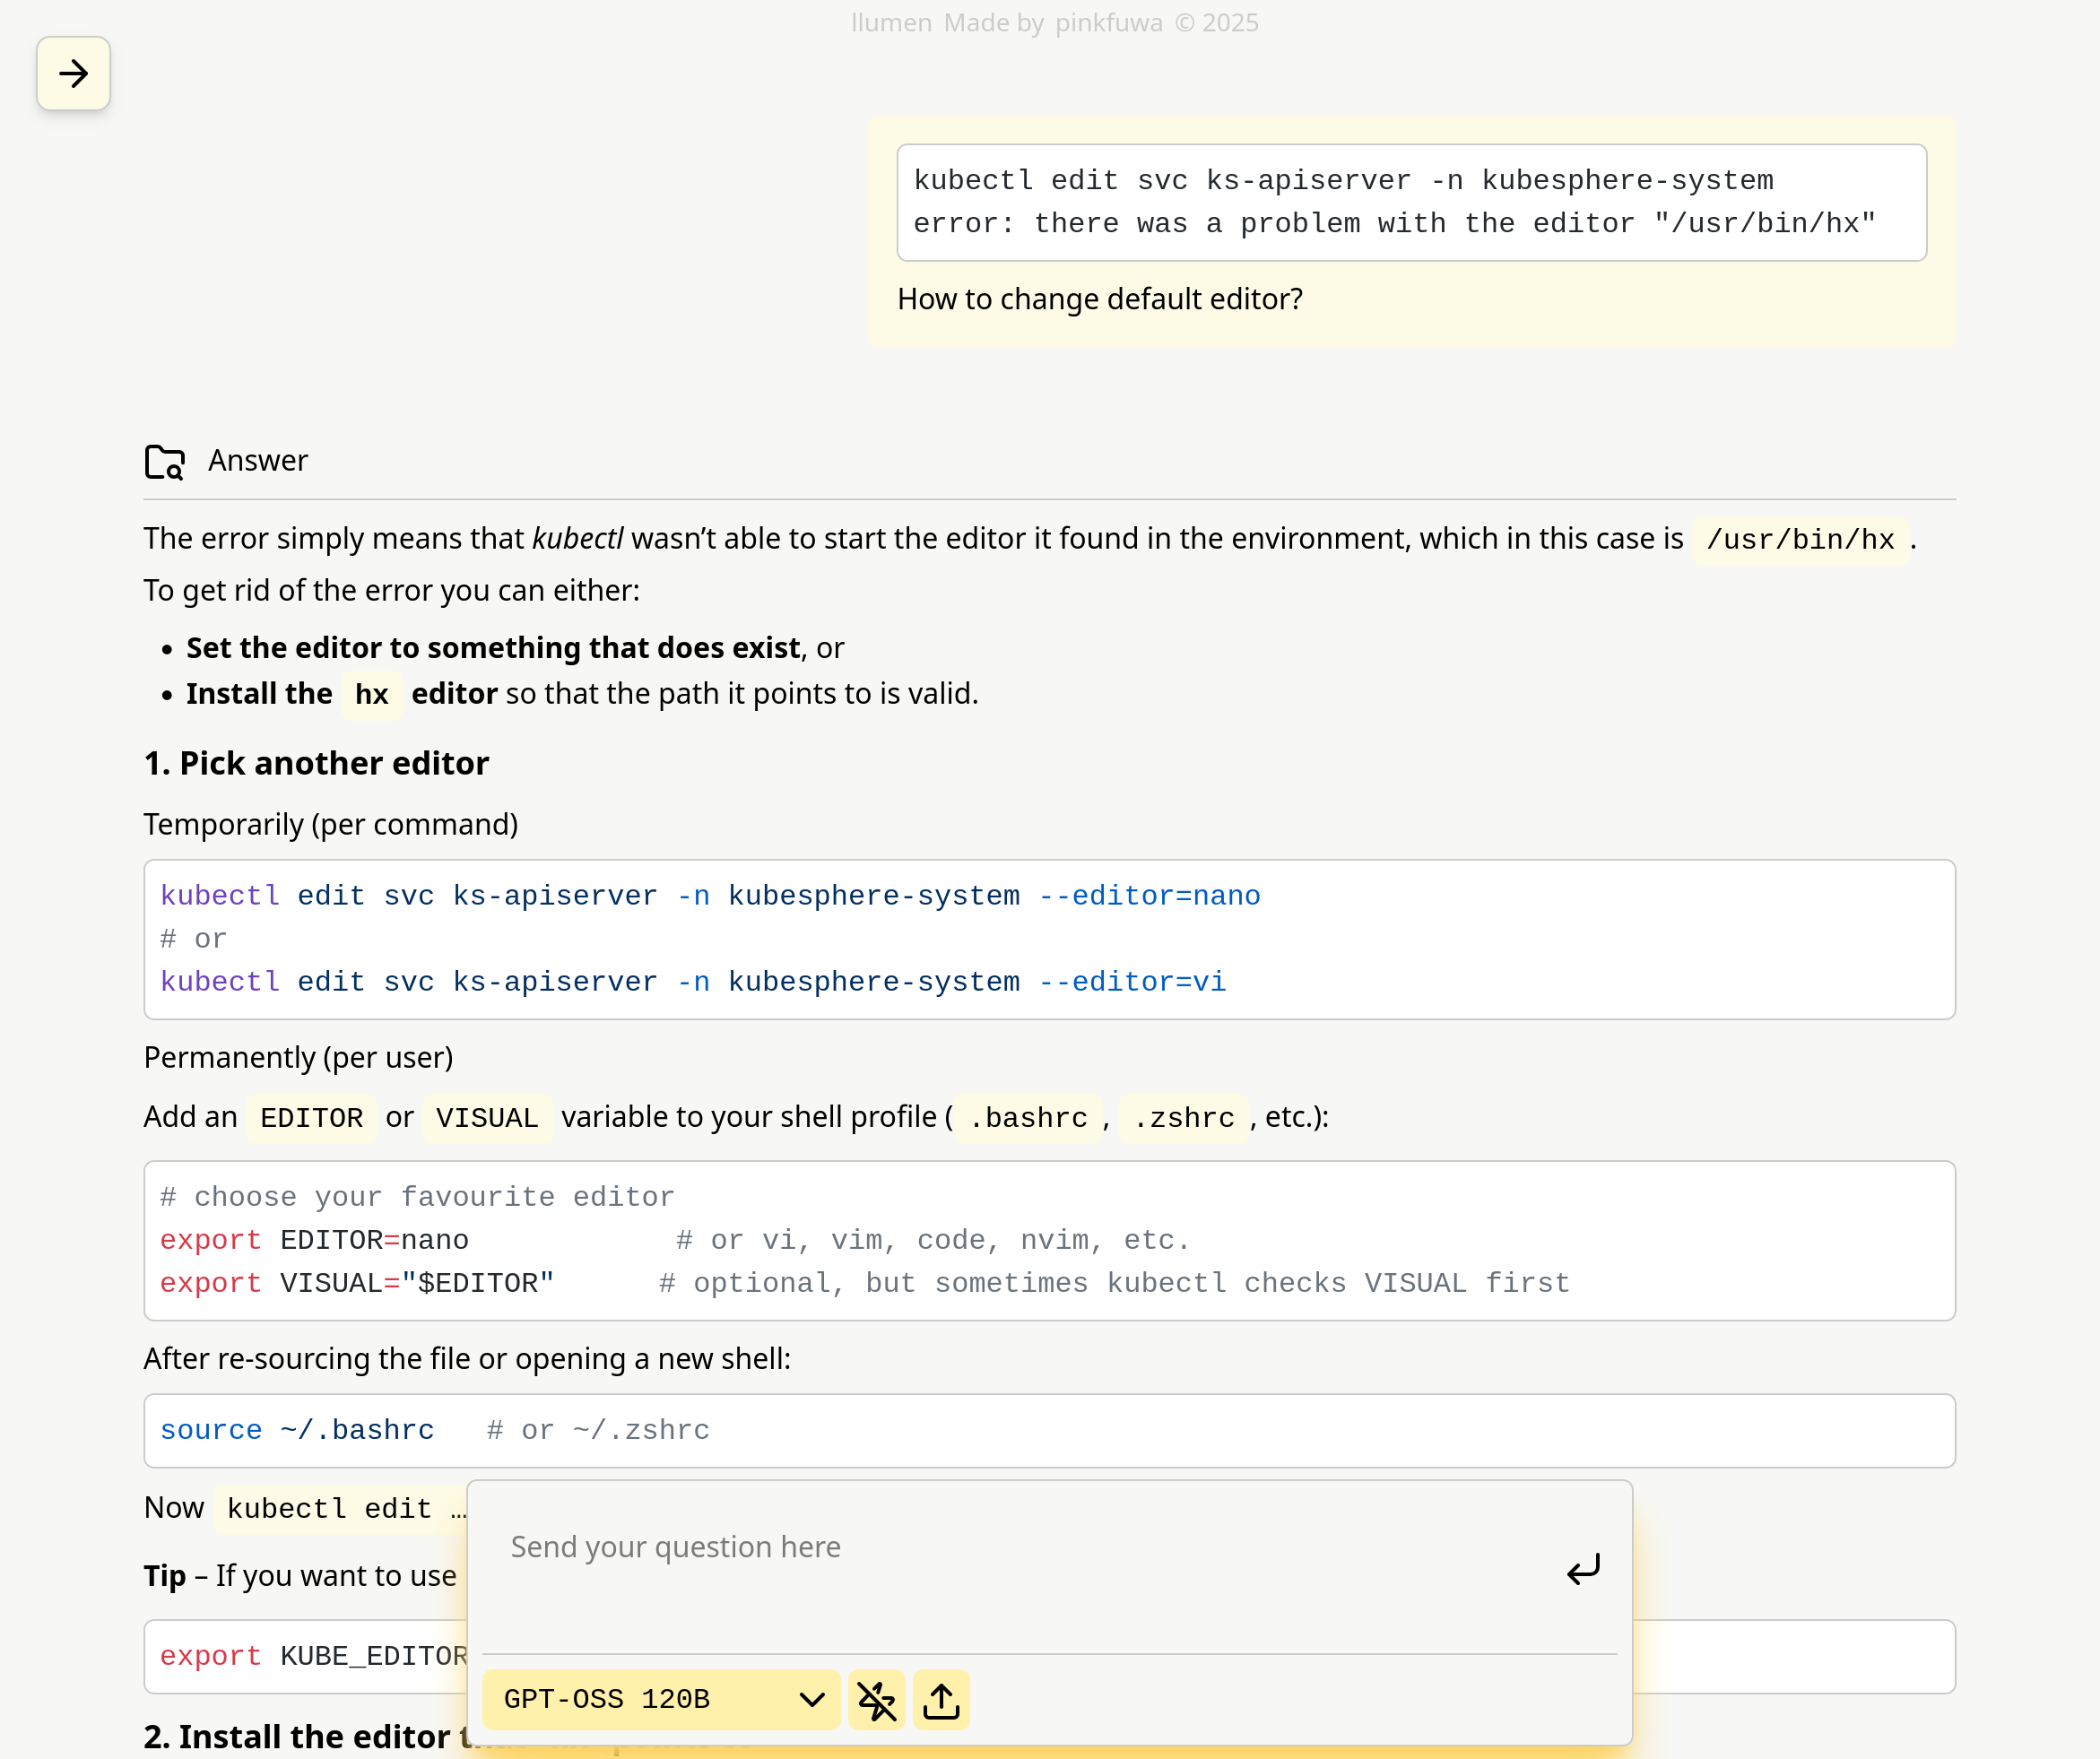 llumen Made by pinkfuwa © 2025
kubectl edit svc ks-apiserver -n kubesphere-system
error: there was a problem with the editor "/usr/bin/hx"
How to change default editor?
Answer
The error simply means that kubectl wasn’t able to start the editor it found in the environment, which in this case is /usr/bin/hx.
To get rid of the error you can either:
• Set the editor to something that does exist, or
• Install the hx editor so that the path it points to is valid.
1. Pick another editor
Temporarily (per command)
kubectl edit svc ks-apiserver -n kubesphere-system --editor=nano
# or
kubectl edit svc ks-apiserver -n kubesphere-system --editor=vi
Permanently (per user)
Add an EDITOR or VISUAL variable to your shell profile (.bashrc, .zshrc, etc.):
# choose your favourite editor
export EDITOR=nano            # or vi, vim, code, nvim, etc.
export VISUAL="$EDITOR"      # optional, but sometimes kubectl checks VISUAL first
After re-sourcing the file or opening a new shell:
source ~/.bashrc   # or ~/.zshrc
Now kubectl edit …
Tip – If you want to use
export KUBE_EDITOR
2. Install the editor
Send your question here
GPT-OSS 120B